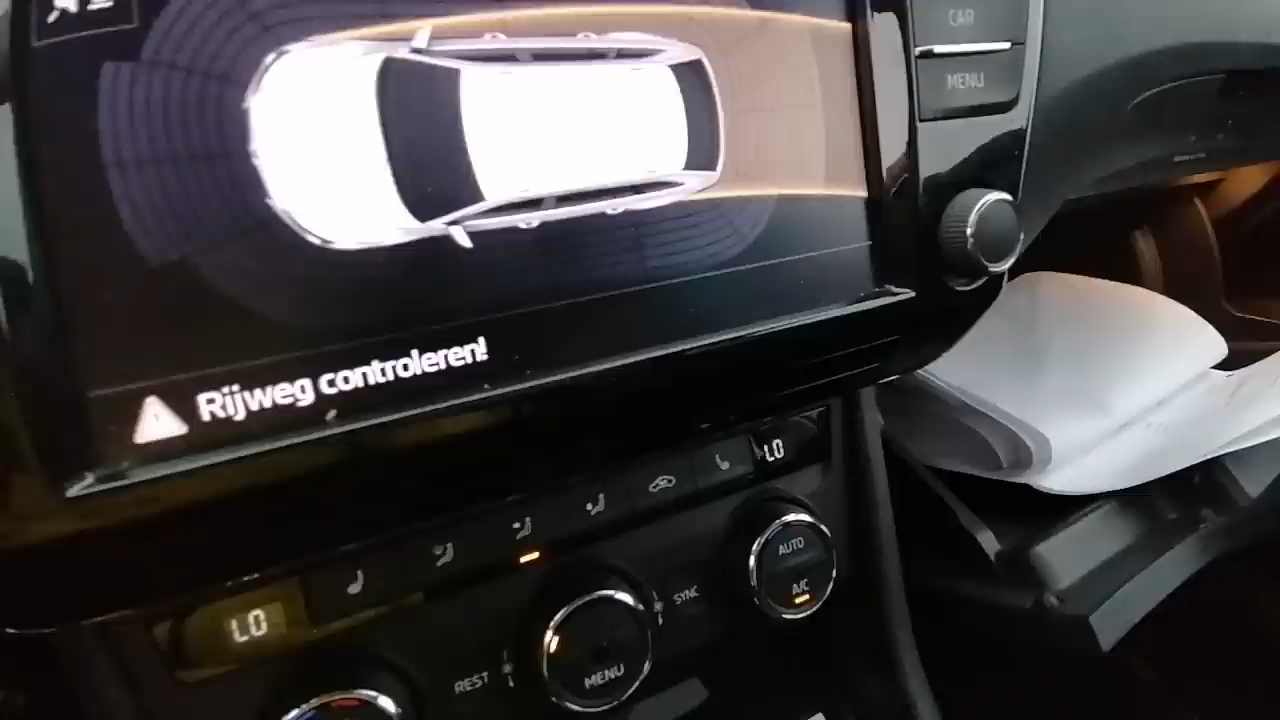 CAR
MENU
Rijweg controleren!
LO
AUTO
A/C
SYNC
LO
REST
MENU